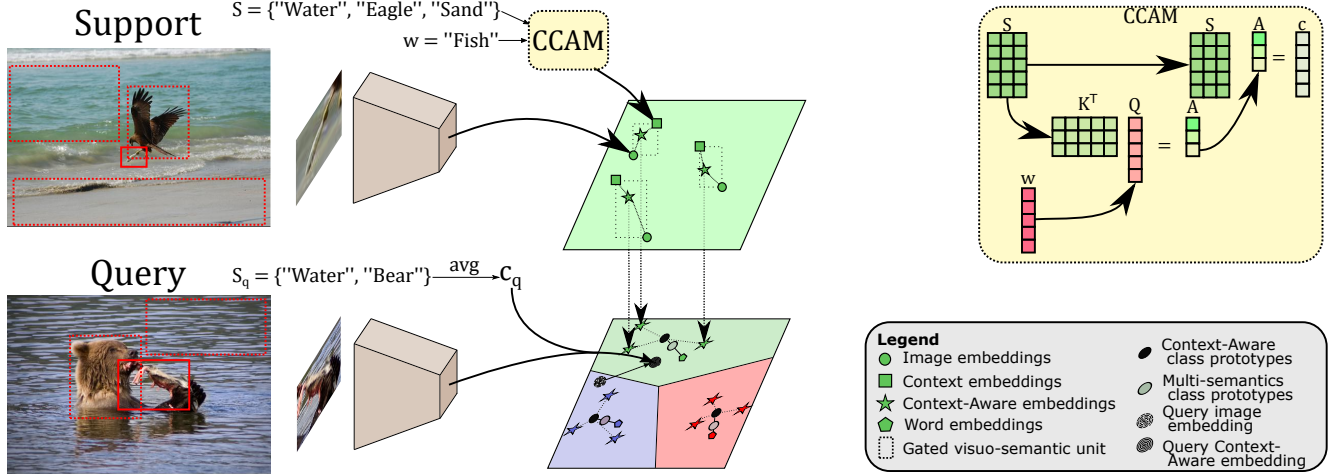 Support
S = {"Water", "Eagle", "Sand"}
w = "Fish"
CCAM
Query
S_q = {"Water", "Bear"}
avg
c_q
CCAM
S
S
A
=
c
K^T
Q
=
A
w
Legend
Image embeddings
Context embeddings
Context-Aware embeddings
Word embeddings
Gated visuo-semantic unit
Context-Aware
class prototypes
Multi-semantics
class prototypes
Query image
embedding
Query Context-
Aware embedding